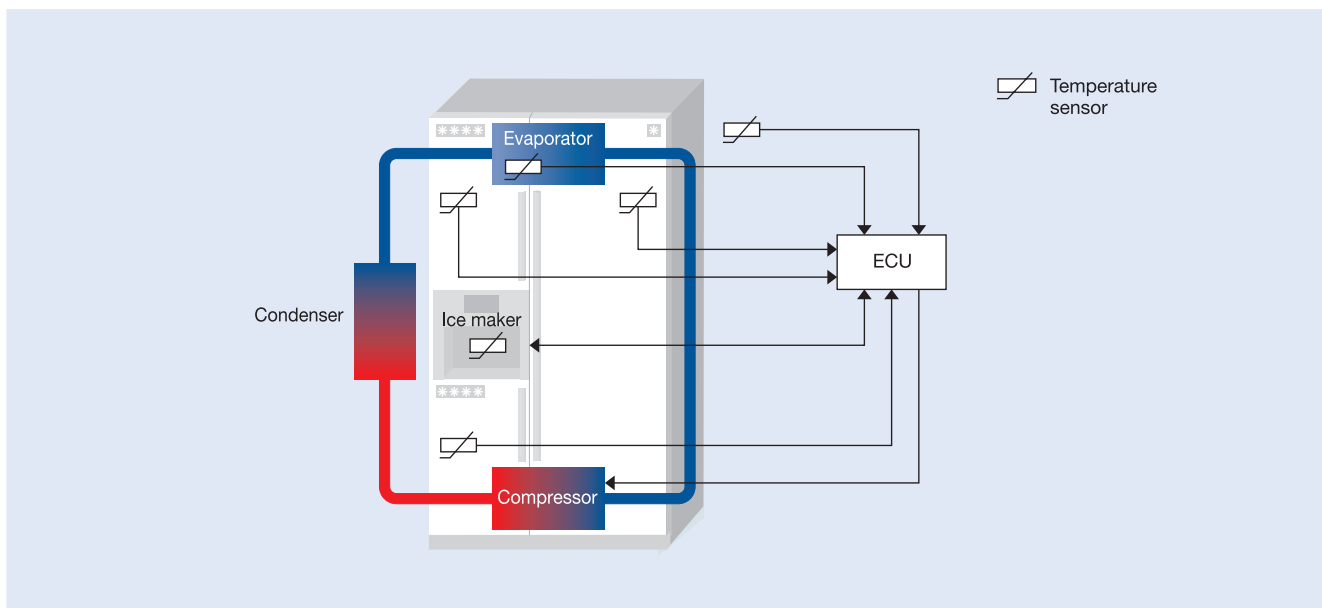 Temperature
sensor
Evaporator
ECU
Condenser
Ice maker
Compressor